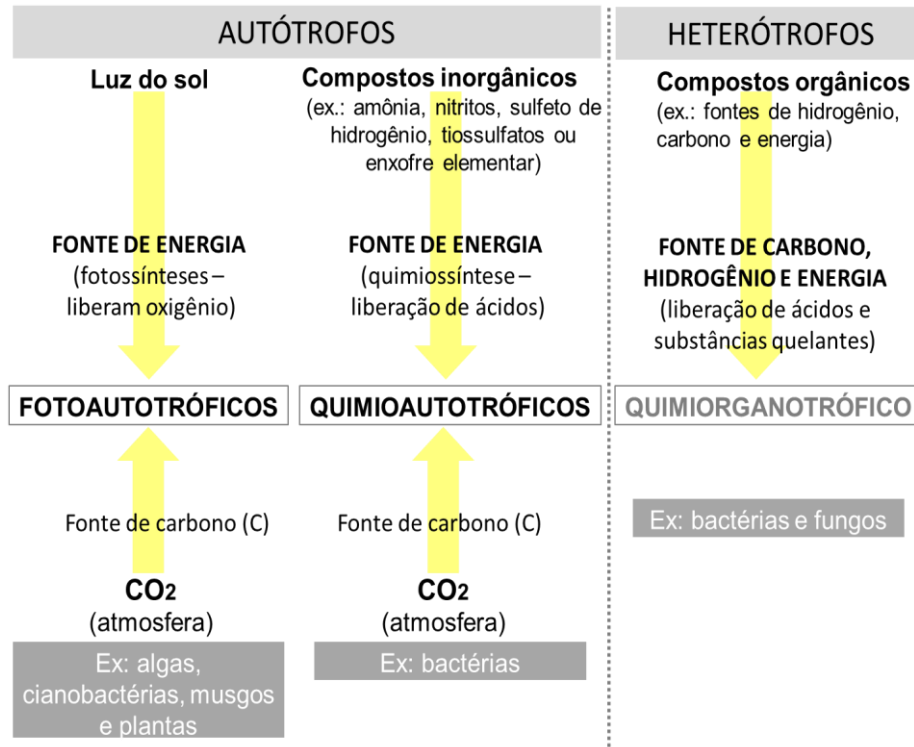 AUTÓTROFOS
Luz do sol
FONTE DE ENERGIA
(fotossínteses –
liberam oxigênio)
FOTOAUTOTRÓFICOS
Fonte de carbono (C)
CO2
(atmosfera)
Ex: algas,
cianobactérias, musgos
e plantas
Compostos inorgânicos
(ex.: amônia, nitritos, sulfeto de
hidrogênio, tiossulfatos ou
enxofre elementar)
FONTE DE ENERGIA
(quimiossíntese –
liberação de ácidos)
QUIMIOAUTOTRÓFICOS
Fonte de carbono (C)
CO2
(atmosfera)
Ex: bactérias
HETERÓTROFOS
Compostos orgânicos
(ex.: fontes de hidrogênio,
carbono e energia)
FONTE DE CARBONO,
HIDROGÊNIO E ENERGIA
(liberação de ácidos e
substâncias quelantes)
QUIMIORGANOTRÓFICO
Ex: bactérias e fungos